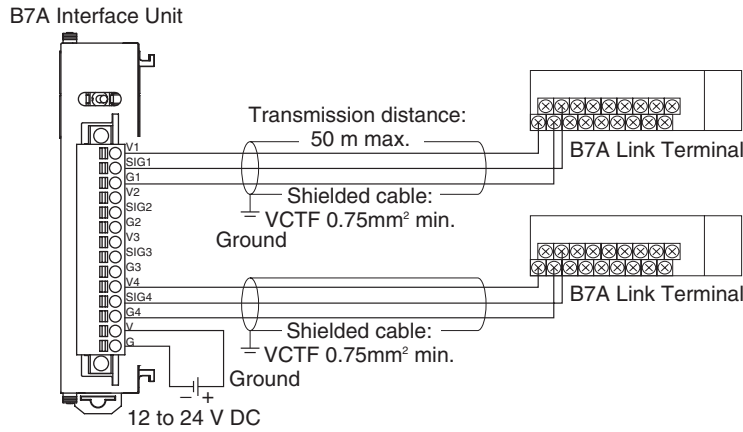 B7A Interface Unit
Transmission distance:
50 m max.
B7A Link Terminal
V1
SIG1
G1
V2
SIG2
G2
V3
SIG3
G3
V4
SIG4
G4
V
G
Shielded cable:
VCTF 0.75mm² min.
Ground
B7A Link Terminal
Shielded cable:
VCTF 0.75mm² min.
Ground
− +
12 to 24 V DC